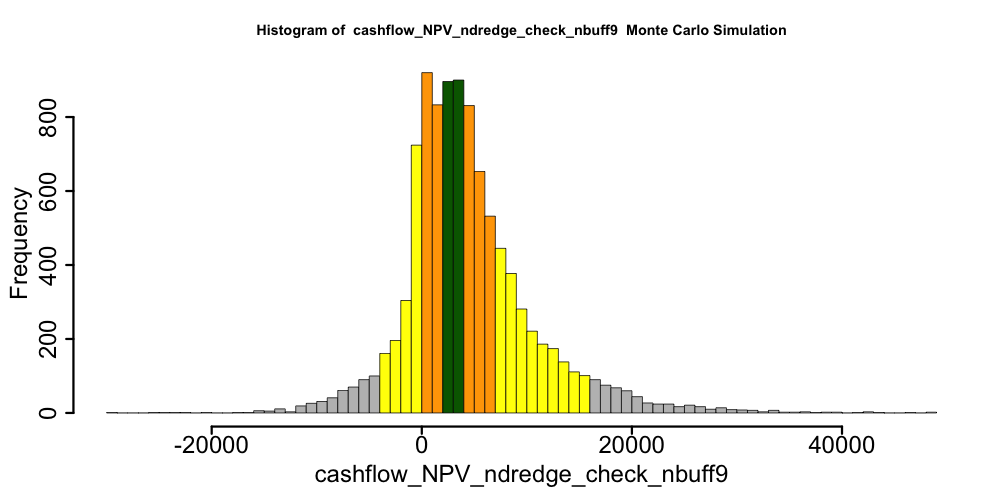 Histogram of cashflow_NPV_ndredge_check_nbuff9 Monte Carlo Simulation
Frequency
800
600
400
200
0
-20000 0 20000 40000
cashflow_NPV_ndredge_check_nbuff9